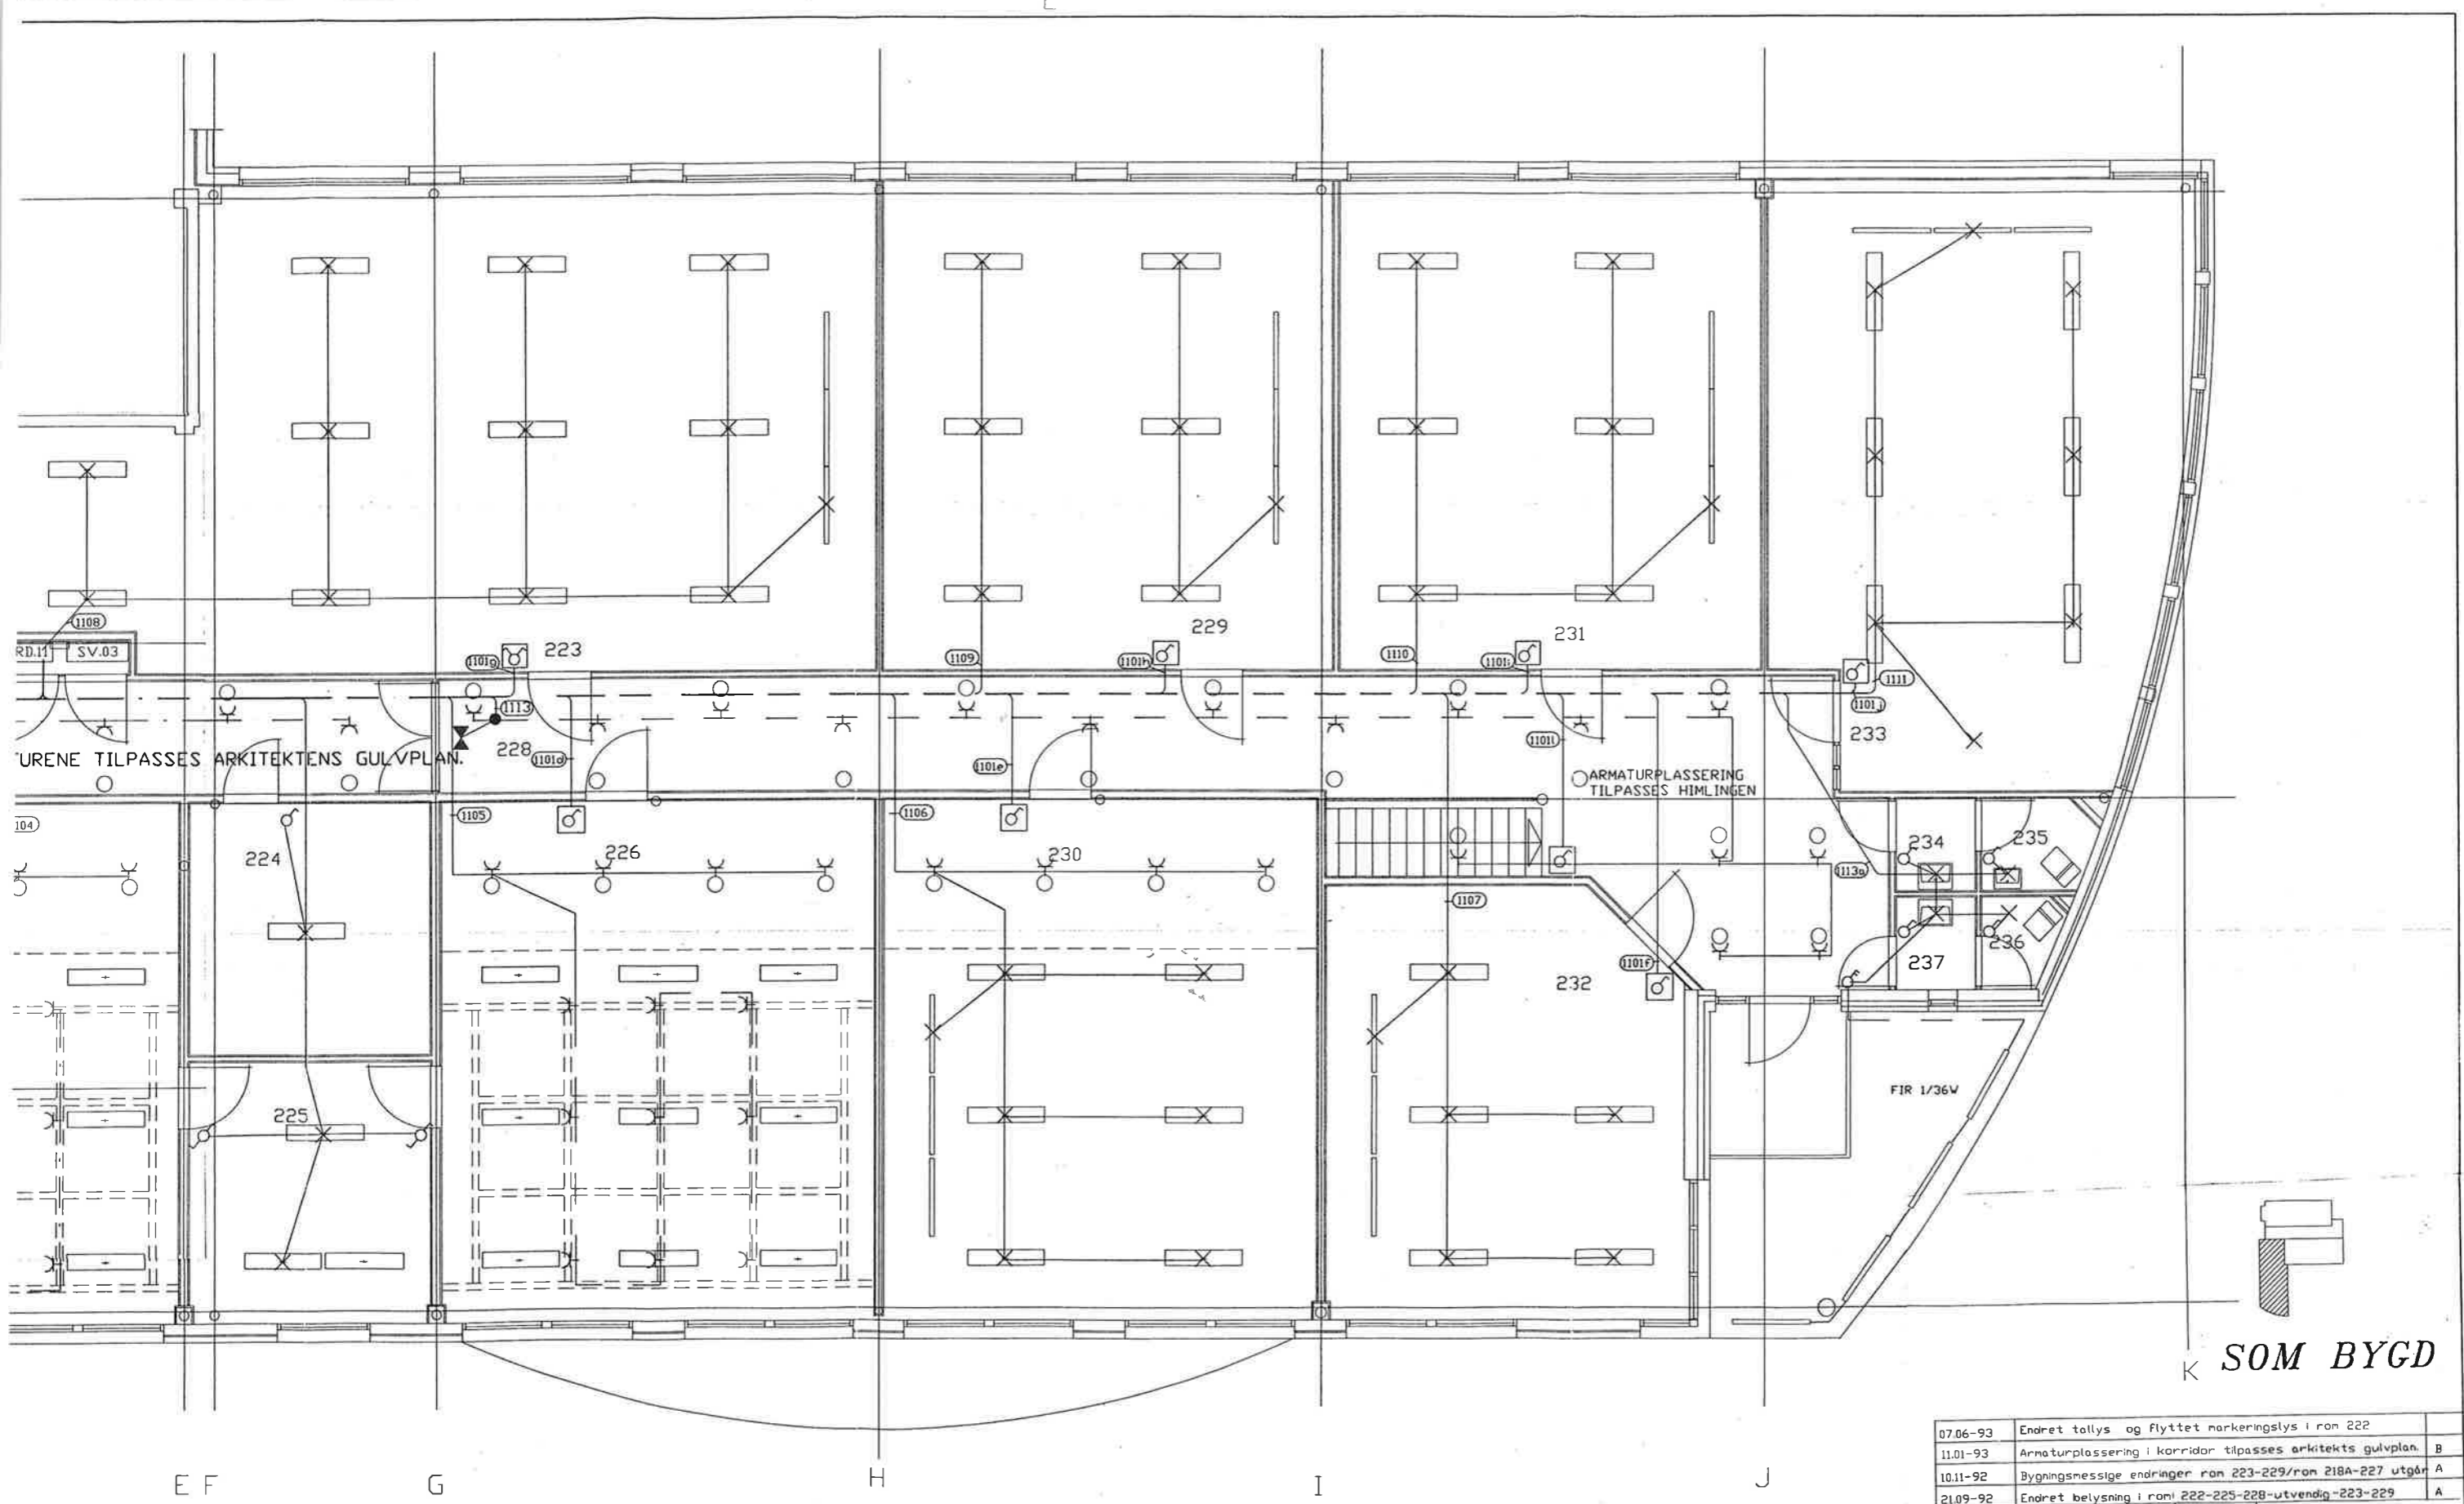 1108
RD.11 SV.03
1101g
223
1109
1101h
229
1110
1101i
231
1111
1101j
233
1113
228
1101d
1101e
1101l
'URENE TILPASSES ARKITEKTENS GULVPLAN.
ARMATURPLASSERING
TILPASSES HIMLINGEN
104
224
1105
226
1106
230
1107
1101f
232
1113a
234
235
236
237
225
FIR 1/36W
SOM BYGD
E F G H I J K
07.06-93 Endret tallys og flyttet markeringslys i rom 222
11.01-93 Armaturplassering i korridor tilpasses arkitekts gulvplan. B
10.11-92 Bygningsmessige endringer rom 223-229/rom 218A-227 utgår A
21.09-92 Endret belysning i rom: 222-225-228-utvendig-223-229 A